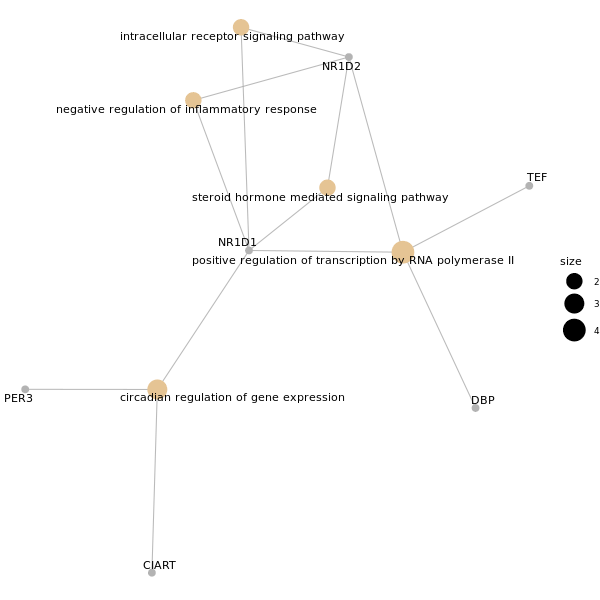 intracellular receptor signaling pathway
NR1D2
negative regulation of inflammatory response
TEF
steroid hormone mediated signaling pathway
NR1D1
positive regulation of transcription by RNA polymerase II
size
2
3
4
PER3
circadian regulation of gene expression
DBP
CIART